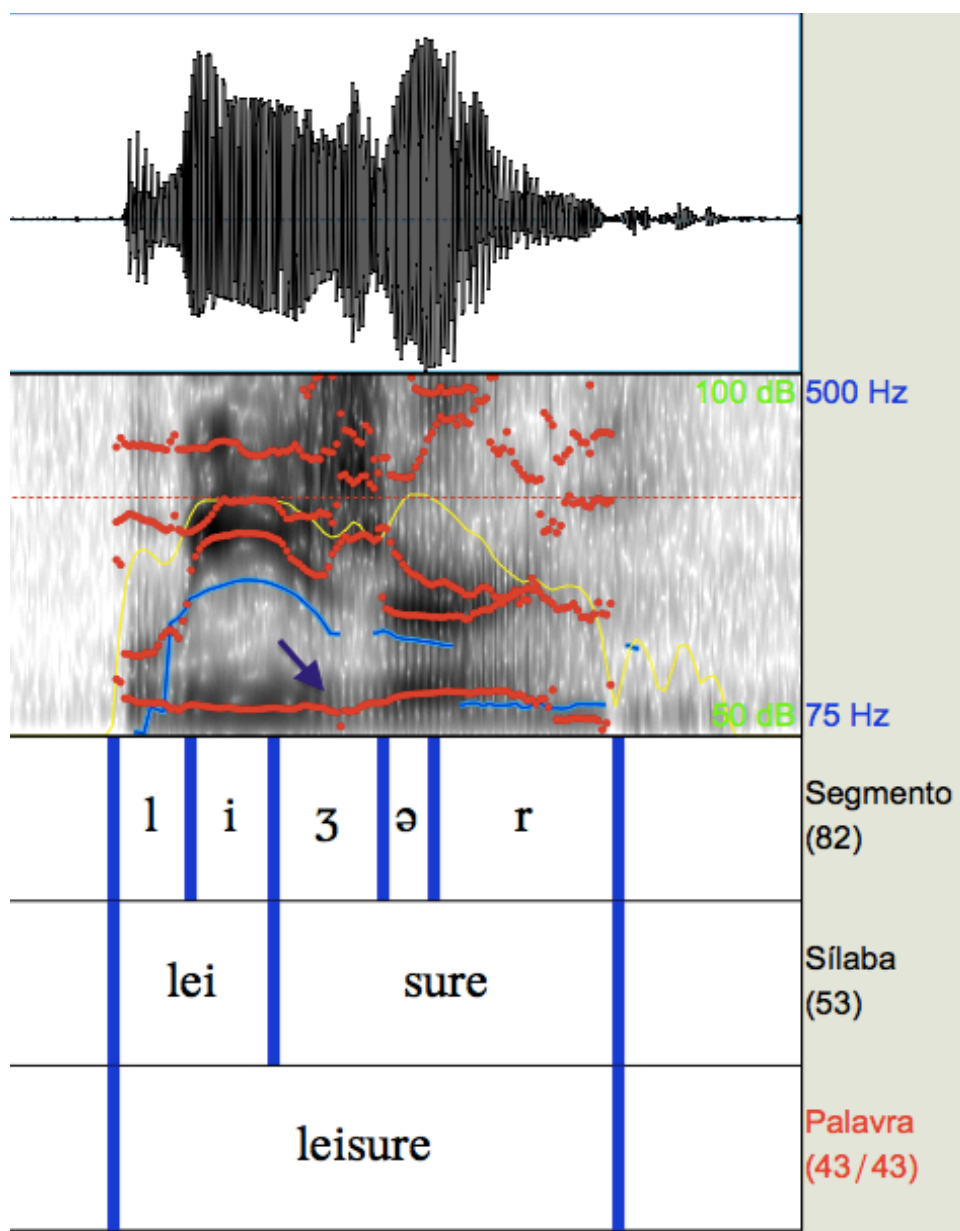 100 dB 500 Hz
50 dB 75 Hz
l i ʒ ə r
Segmento
(82)
lei sure
Sílaba
(53)
leisure
Palavra
(43/43)